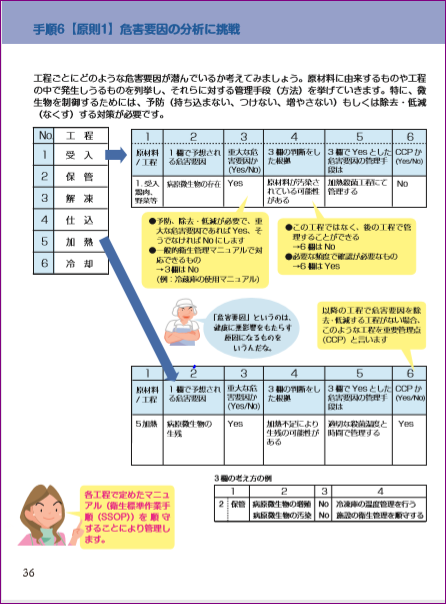 手順6【原則1】危害要因の分析に挑戦
工程ごとにどのような危害要因が潜んでいるか考えてみましょう。原材料に由来するものや工程
の中で発生しうるものを列挙し、それらに対する管理手段（方法）を挙げていきます。特に、微
生物を制御するためには、予防（持ち込まない、つけない、増やさない）もしくは除去・低減
（なくす）する対策が必要です。
No. 工 程
1 受 入
2 保 管
3 解 凍
4 仕 込
5 加 熱
6 冷 却
1 2 3 4 5 6
原材料 1欄で予想され 重大な危 3欄の判断をし 3欄でYesとした CCPか
/工程 る危害要因 害要因か た根拠 危害要因の管理手 (Yes/No)
(Yes/No) 段は
1.受入 病原微生物の存在 Yes 原材料が汚染さ 加熱殺菌工程にて No
鶏肉、 れている可能性 管理する
野菜等 がある
●予防、除去・低減が必要で、重
大な危害要因であればYes、そ
うでなければNoにします
●一般的衛生管理マニュアルで対
応できるもの
→3欄はNo
（例：冷蔵庫の使用マニュアル）
●この工程ではなく、後の工程で管
理することができる
→6欄はNo
●必要な頻度で確認が必要なもの
→6欄はYes
「危害要因」というのは、
健康に悪影響をもたらす
原因になるものを
いうんだな。
以降の工程で危害要因を除
去・低減する工程がない場合、
このような工程を重要管理点
（CCP）と言います
1 2 3 4 5 6
原材料 1欄で予想され 重大な危 3欄の判断をし 3欄でYesとした CCPか
/工程 る危害要因 害要因か た根拠 危害要因の管理手 (Yes/No)
(Yes/No) 段は
5.加熱 病原微生物の Yes 加熱不足により 適切な殺菌温度と Yes
生残 生残の可能性が 時間で管理する
ある
3欄の考え方の例
1 2 3 4
2 保管 病原微生物の増殖 No 冷凍庫の温度管理を行う
病原微生物の汚染 No 施設の衛生管理を順守する
各工程で定めたマニュ
アル（衛生標準作業手
順（SSOP））を 順 守
することにより管理し
ます。
36